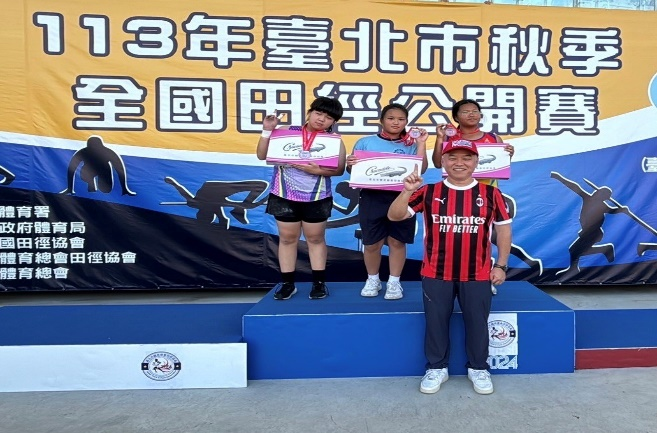 113年臺北市秋季
全國田徑公開賽
體育署
政府體育局
國田徑協會
體育總會田徑協會
體育總會
Emirates
FLY BETTER
2024